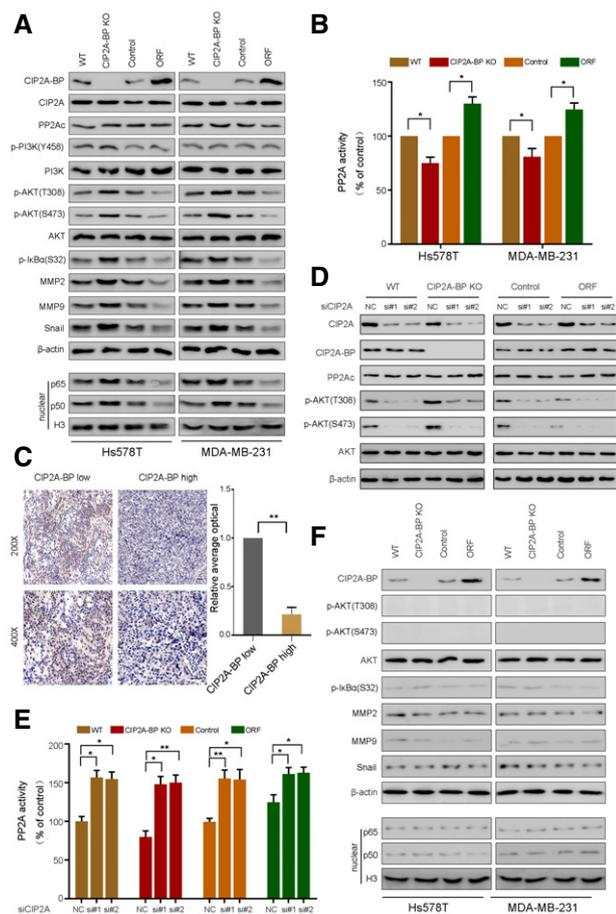 A
WT
CIP2A-BP KO
Control
ORF
WT
CIP2A-BP KO
Control
ORF
CIP2A-BP
CIP2A
PP2Ac
p-PI3K(Y458)
PI3K
p-AKT(T308)
p-AKT(S473)
AKT
p-IκBα(S32)
MMP2
MMP9
Snail
β-actin
nuclear
p65
p50
H3
Hs578T MDA-MB-231
B
WT CIP2A-BP KO Control ORF
PP2A activity
(% of control)
150
100
50
0
* * * *
Hs578T MDA-MB-231
C
CIP2A-BP low CIP2A-BP high
200X
400X
Relative average optical
1.5
1.0
0.5
0.0
**
CIP2A-BP low
CIP2A-BP high
D
WT CIP2A-BP KO Control ORF
siCIP2A NC si#1 si#2 NC si#1 si#2 NC si#1 si#2 NC si#1 si#2
CIP2A
CIP2A-BP
PP2Ac
p-AKT(T308)
p-AKT(S473)
AKT
β-actin
E
WT CIP2A-BP KO Control ORF
PP2A activity
(% of control)
200
150
100
50
0
* *
* **
** *
* *
siCIP2A NC si#1 si#2 NC si#1 si#2 NC si#1 si#2 NC si#1 si#2
F
WT
CIP2A-BP KO
Control
ORF
WT
CIP2A-BP KO
Control
ORF
CIP2A-BP
p-AKT(T308)
p-AKT(S473)
AKT
p-IκBα(S32)
MMP2
MMP9
Snail
β-actin
nuclear
p65
p50
H3
Hs578T MDA-MB-231